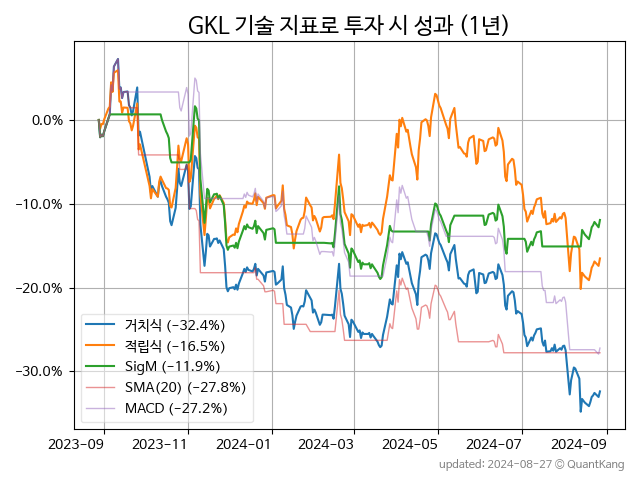 GKL 기술 지표로 투자 시 성과 (1년)
0.0%
−10.0%
−20.0%
−30.0%
거치식 (−32.4%)
적립식 (−16.5%)
SigM (−11.9%)
SMA(20) (−27.8%)
MACD (−27.2%)
2023-09 2023-11 2024-01 2024-03 2024-05 2024-07 2024-09
updated: 2024-08-27 © QuantKang